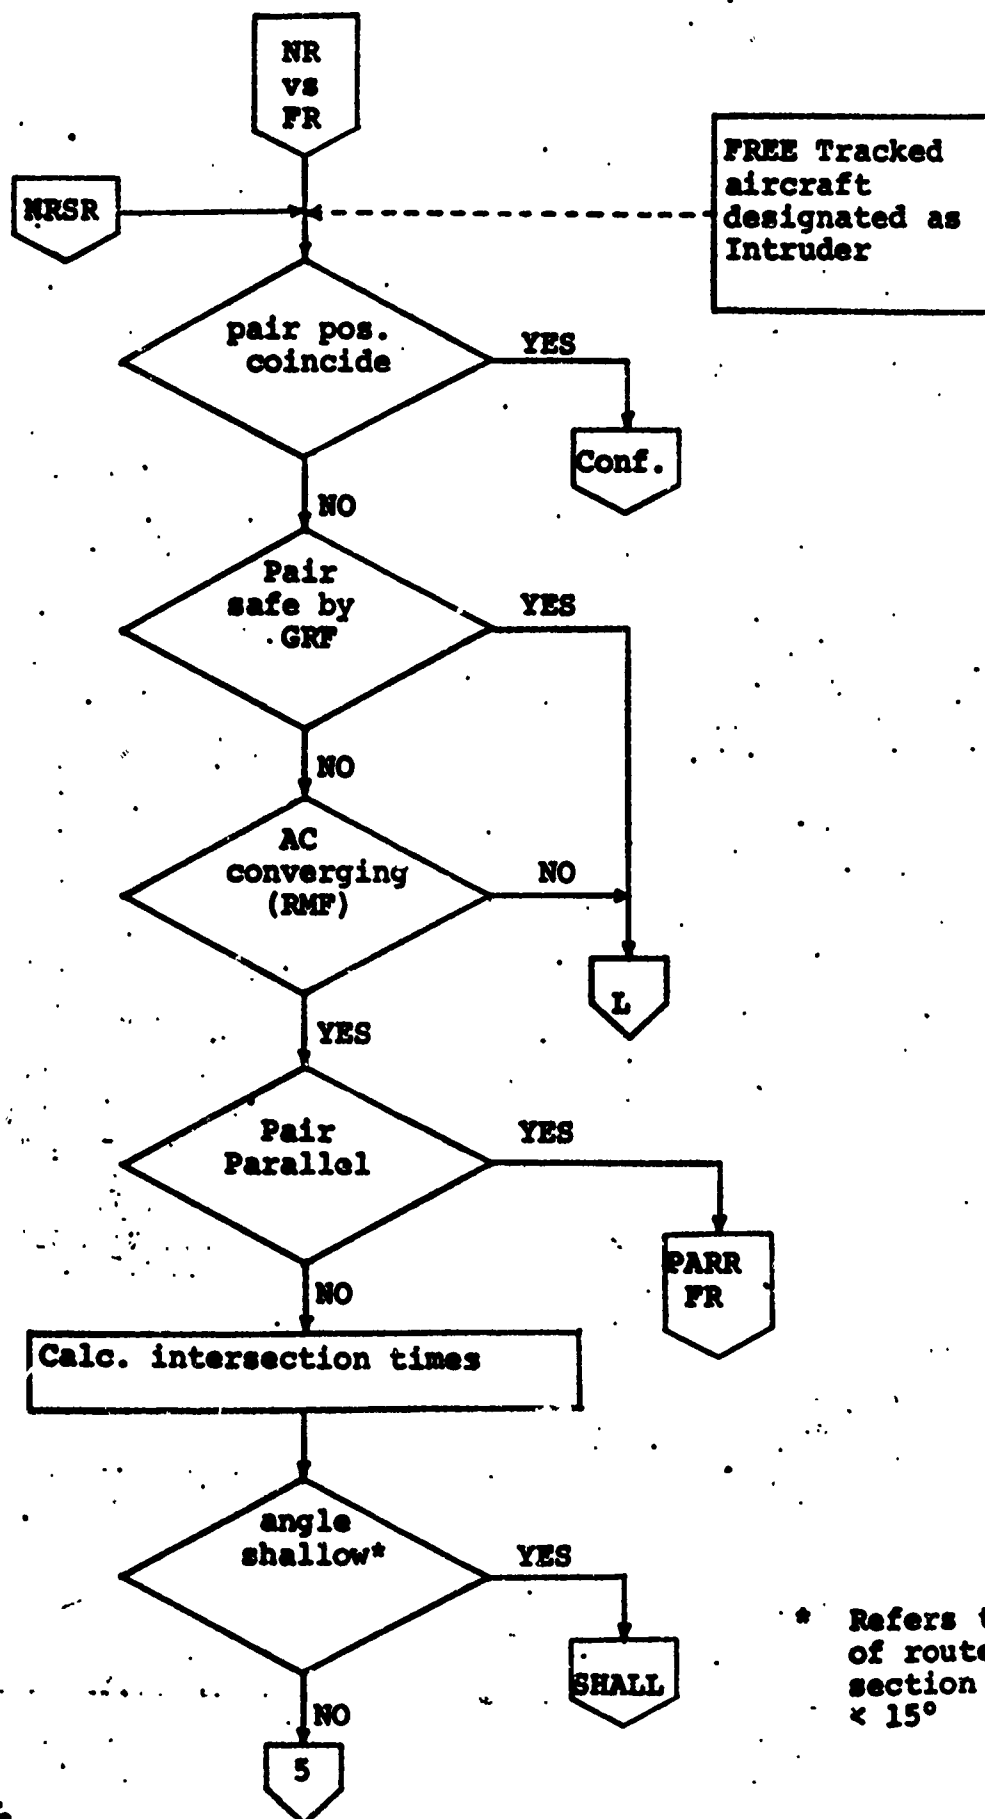 NR
vs
FR
NRSR
FREE Tracked
aircraft
designated as
Intruder
pair pos.
coincide
YES
Conf.
NO
Pair
safe by
GRF
YES
NO
AC
converging
(RMF)
NO
L
YES
Pair
Parallel
YES
PARR
FR
NO
Calc. intersection times
angle
shallow*
YES
SHALL
* Refers t
of route
section
< 15°
NO
5